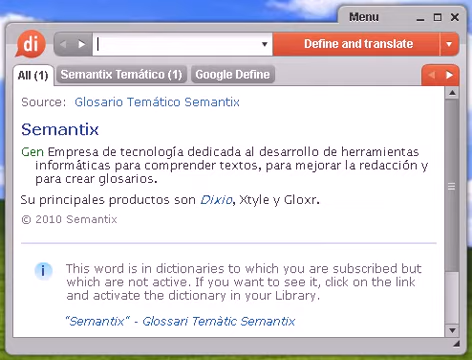 Menu
di
Define and translate
All (1)
Semantix Temático (1)
Google Define
Source: Glosario Temático Semantix
Semantix
Gen Empresa de tecnología dedicada al desarrollo de herramientas
informáticas para comprender textos, para mejorar la redacción y
para crear glosarios.
Su principales productos son Dixio, Xtyle y Gloxr.
© 2010 Semantix
i
This word is in dictionaries to which you are subscribed but
which are not active. If you want to see it, click on the link
and activate the dictionary in your Library.
"Semantix" - Glossari Temàtic Semantix